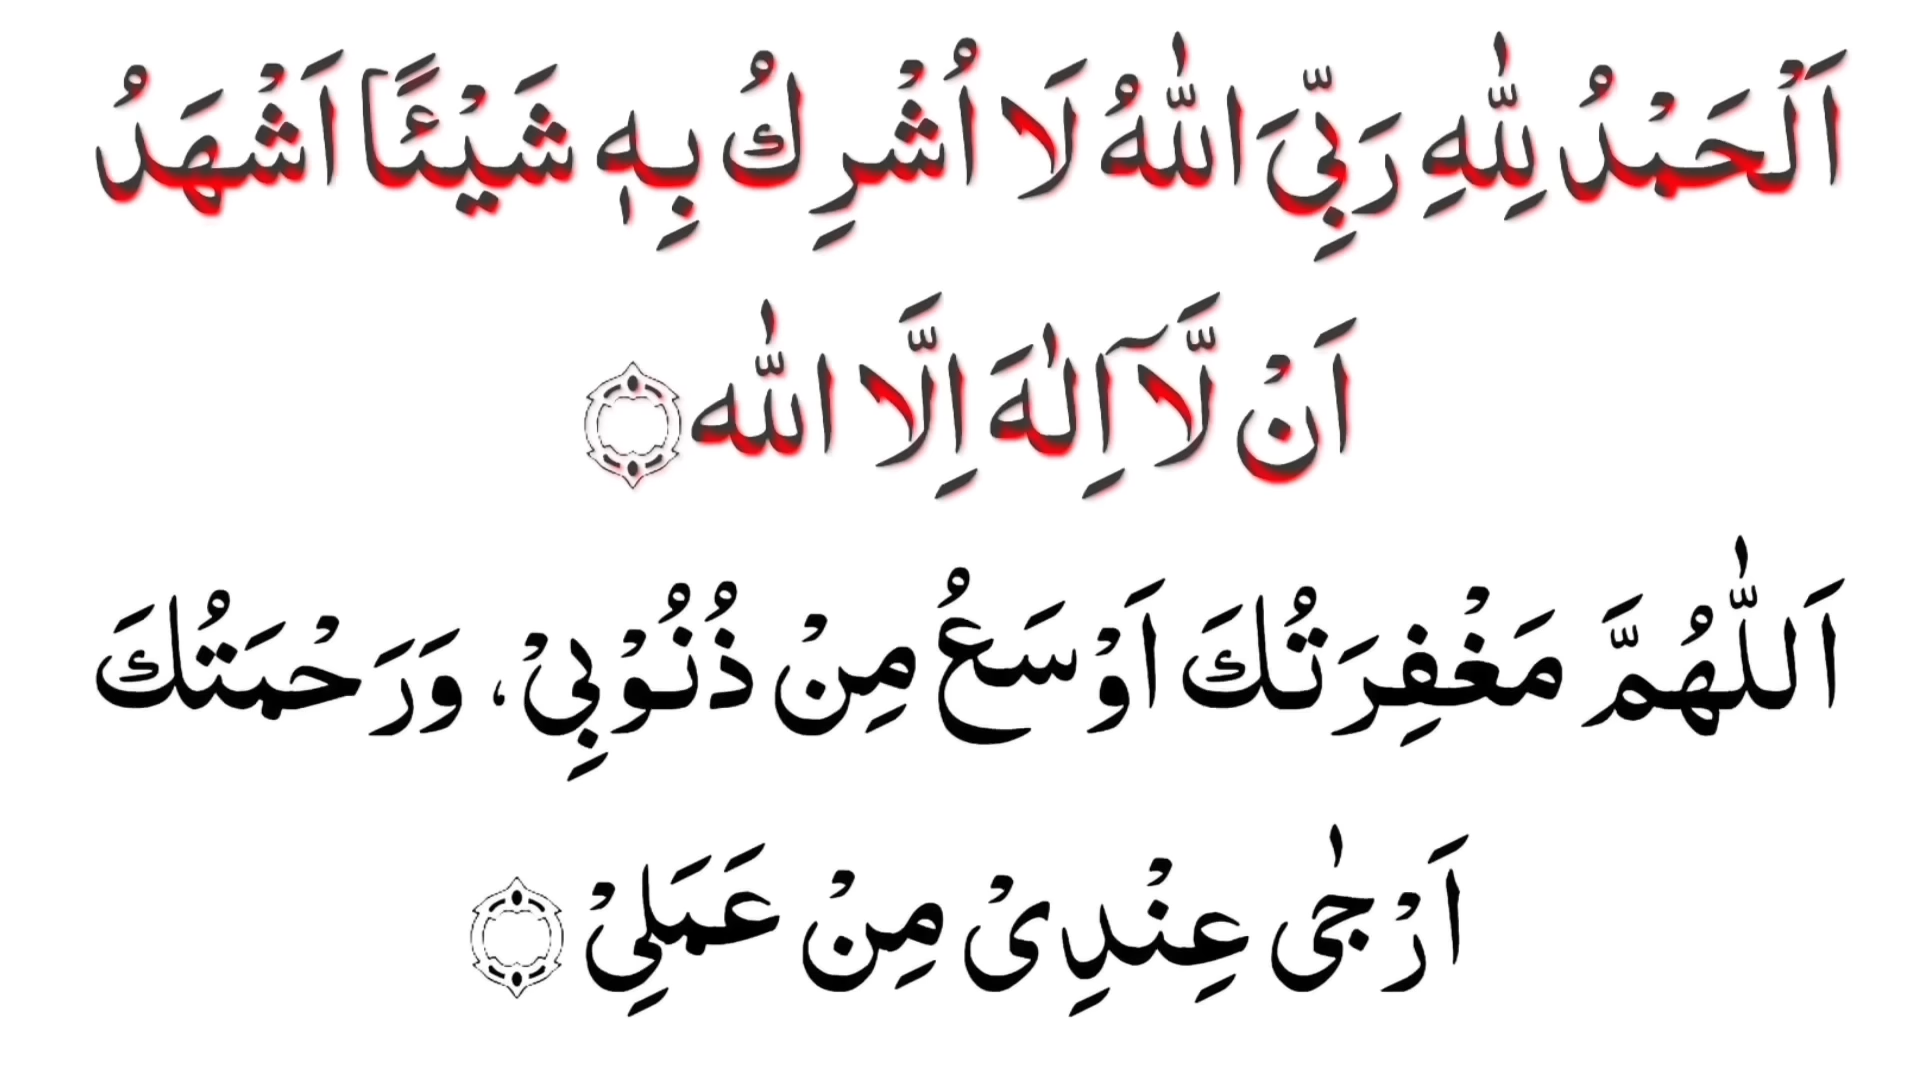 اَلْحَمْدُ لِلّٰهِ رَبِّیَ اللّٰهُ لَا اُشْرِكُ بِهٖ شَيْئًا اَشْهَدُ
اَنْ لَّآ اِلٰهَ اِلَّا اللّٰه
اَللّٰهُمَّ مَغْفِرَتُكَ اَوْسَعُ مِنْ ذُنُوْبِيْ، وَرَحْمَتُكَ
اَرْجٰى عِنْدِىْ مِنْ عَمَلِيْ